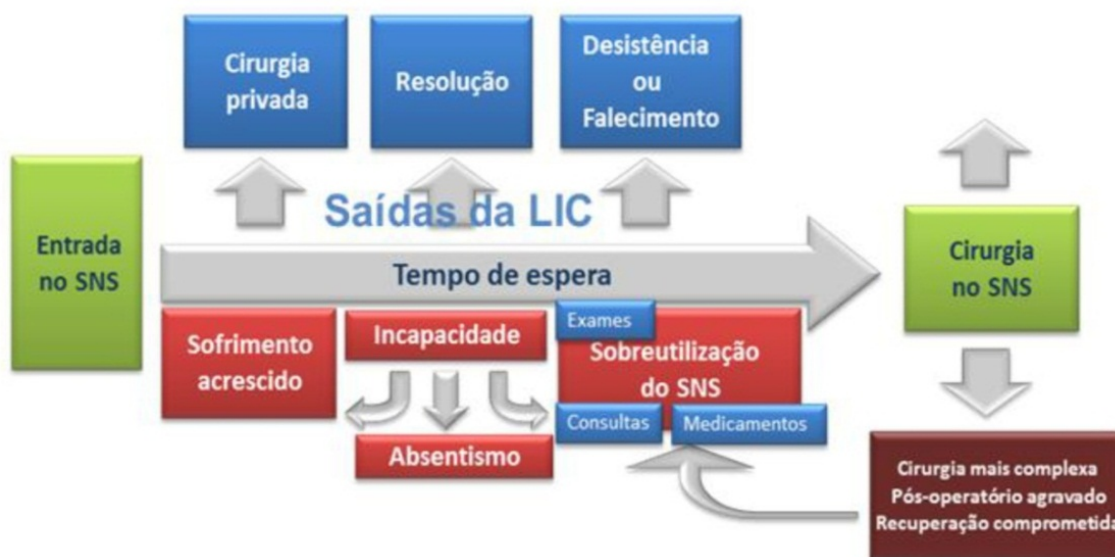 Cirurgia
privada
Resolução
Desistência
ou
Falecimento
Saídas da LIC
Entrada
no SNS
Tempo de espera
Cirurgia
no SNS
Sofrimento
acrescido
Incapacidade
Absentismo
Exames
Sobreutilização
do SNS
Consultas
Medicamentos
Cirurgia mais complexa
Pós-operatório agravado
Recuperação comprometida